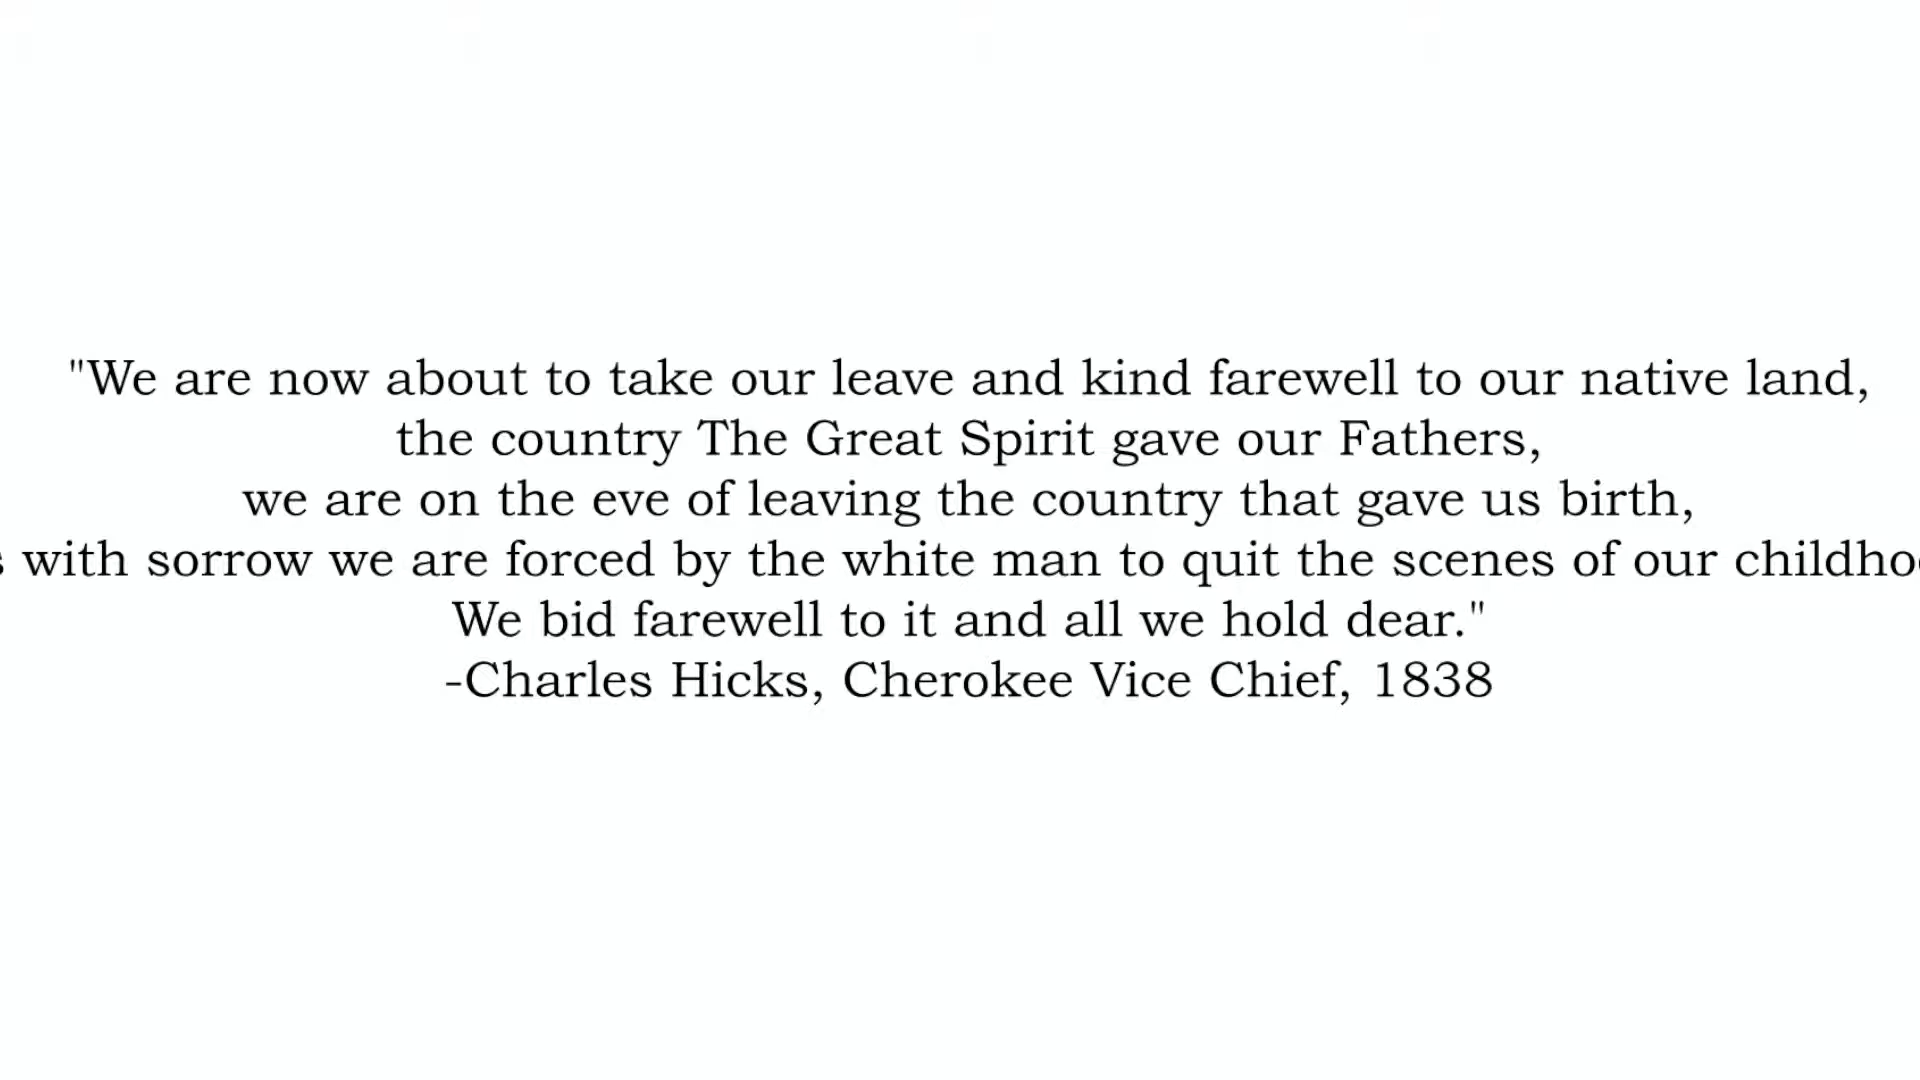 "We are now about to take our leave and kind farewell to our native land,
the country The Great Spirit gave our Fathers,
we are on the eve of leaving the country that gave us birth,
with sorrow we are forced by the white man to quit the scenes of our
We bid farewell to it and all we hold dear."
-Charles Hicks, Cherokee Vice Chief, 1838